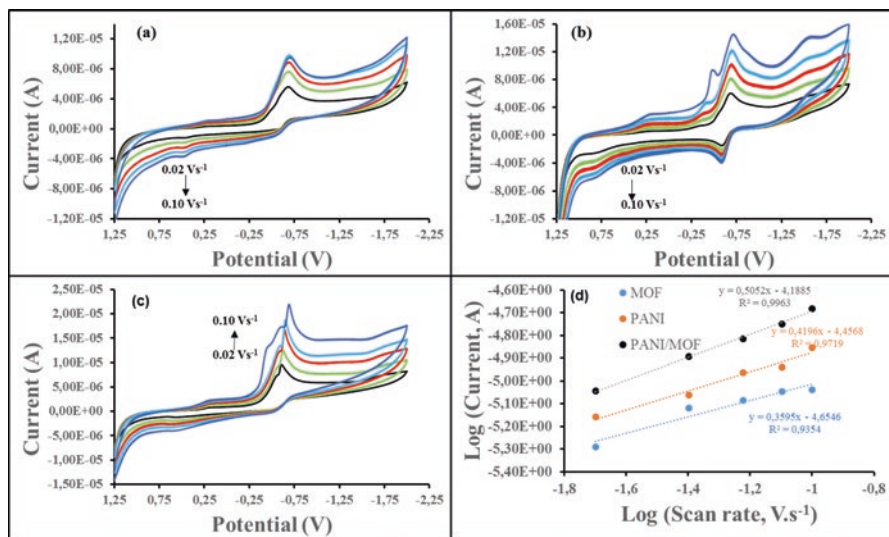 (a)
Current (A)
1,20E-05
8,00E-06
4,00E-06
0,00E+00
-4,00E-06
-8,00E-06
-1,20E-05
0.02 Vs-1
0.10 Vs-1
1,25 0,75 0,25 -0,25 -0,75 -1,25 -1,75 -2,25
Potential (V)
(b)
Current (A)
1,60E-05
1,20E-05
8,00E-06
4,00E-06
0,00E+00
-4,00E-06
-8,00E-06
-1,20E-05
0.02 Vs-1
0.10 Vs-1
1,25 0,75 0,25 -0,25 -0,75 -1,25 -1,75 -2,25
Potential (V)
(c)
Current (A)
2,50E-05
2,00E-05
1,50E-05
1,00E-05
5,00E-06
0,00E+00
-5,00E-06
-1,00E-05
-1,50E-05
0.10 Vs-1
0.02 Vs-1
1,25 0,75 0,25 -0,25 -0,75 -1,25 -1,75 -2,25
Potential (V)
(d)
Log (Current, A)
-4,60E+00
-4,70E+00
-4,80E+00
-4,90E+00
-5,00E+00
-5,10E+00
-5,20E+00
-5,30E+00
-5,40E+00
MOF
PANI
PANI/MOF
y = 0,5052x - 4,1885
R² = 0,9963
y = 0,4196x - 4,4568
R² = 0,9719
y = 0,3595x - 4,6546
R² = 0,9354
-1,8 -1,6 -1,4 -1,2 -1 -0,8
Log (Scan rate, V.s-1)